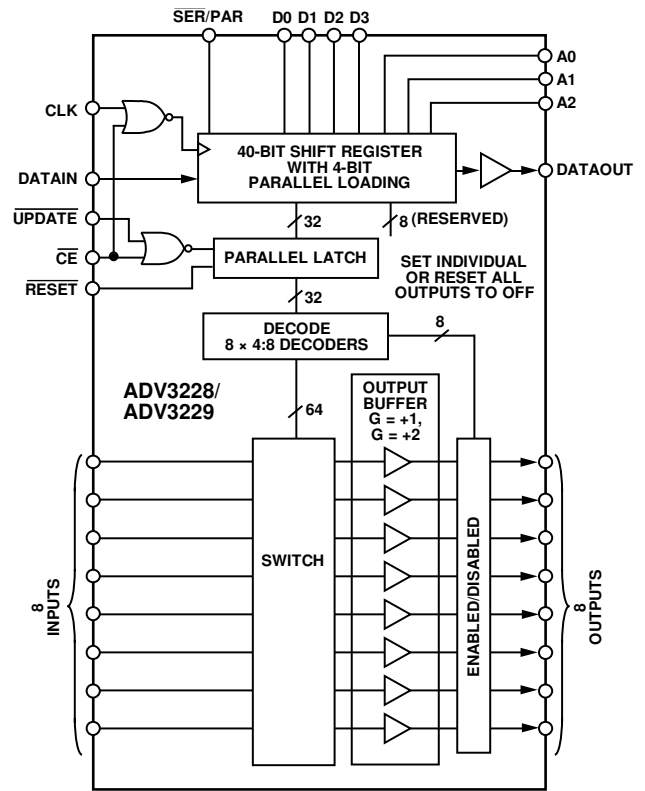 SER/PAR D0 D1 D2 D3
A0
A1
A2
CLK
40-BIT SHIFT REGISTER
WITH 4-BIT
PARALLEL LOADING
DATAOUT
DATAIN
UPDATE
32
8 (RESERVED)
CE
PARALLEL LATCH
SET INDIVIDUAL
OR RESET ALL
OUTPUTS TO OFF
RESET
32
DECODE
8 × 4:8 DECODERS
8
ADV3228/
ADV3229
64
OUTPUT
BUFFER
G = +1,
G = +2
SWITCH
ENABLED/DISABLED
8
INPUTS
8
OUTPUTS